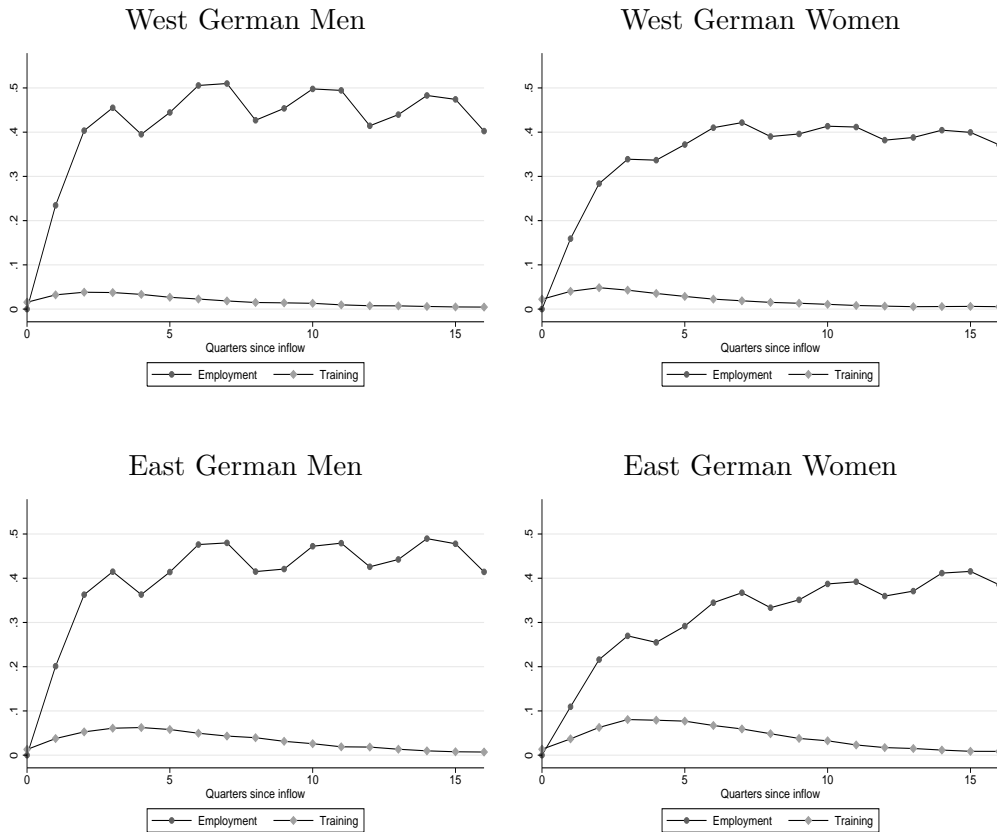 West German Men
West German Women
.5
.4
.3
.2
.1
0
0 5 10 15
Quarters since inflow
Employment Training
.5
.4
.3
.2
.1
0
0 5 10 15
Quarters since inflow
Employment Training
East German Men
East German Women
.5
.4
.3
.2
.1
0
0 5 10 15
Quarters since inflow
Employment Training
.5
.4
.3
.2
.1
0
0 5 10 15
Quarters since inflow
Employment Training